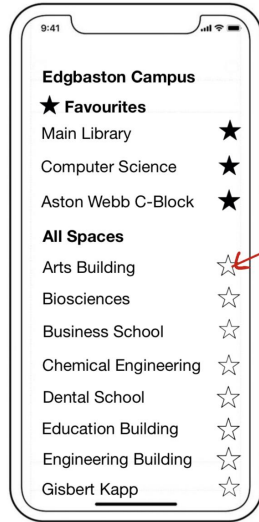 9:41
Edgbaston Campus
★ Favourites
Main Library
Computer Science
Aston Webb C-Block
All Spaces
Arts Building
Biosciences
Business School
Chemical Engineering
Dental School
Education Building
Engineering Building
Gisbert Kapp